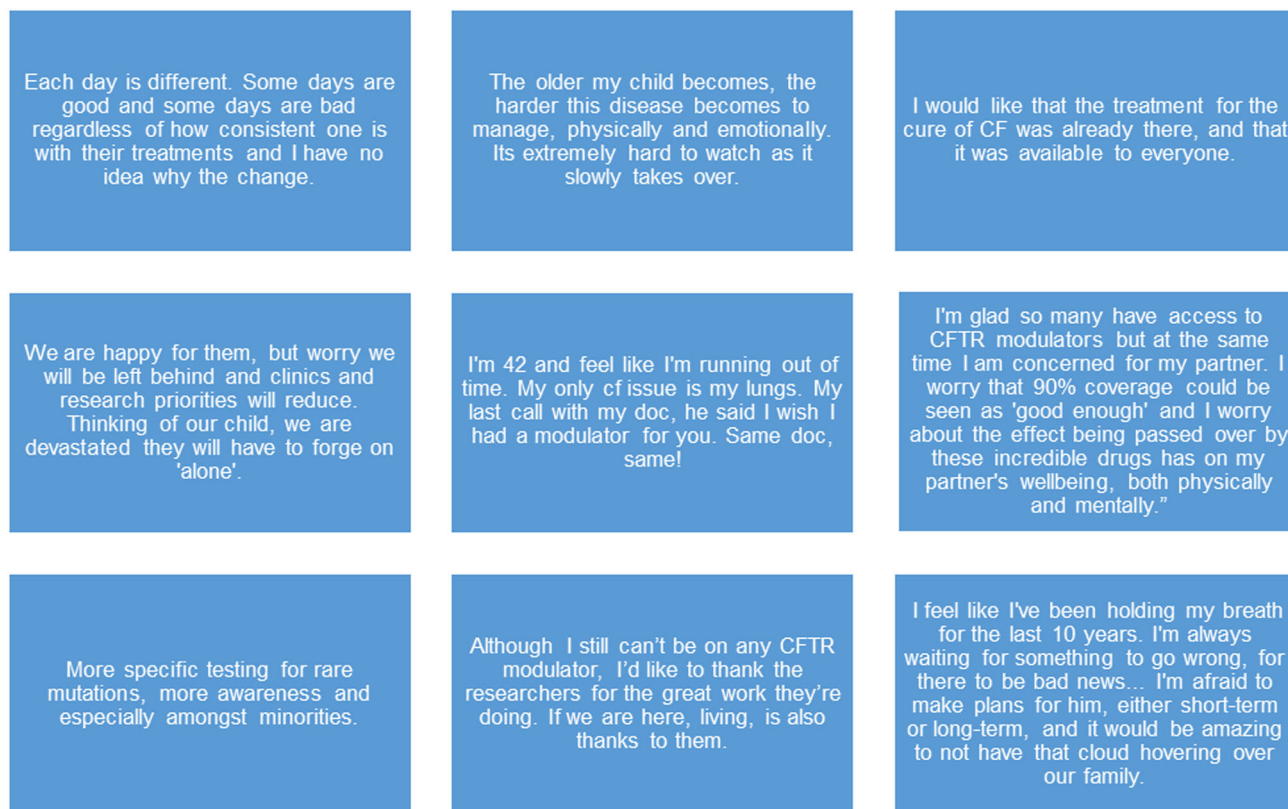 Each day is different. Some days are
good and some days are bad
regardless of how consistent one is
with their treatments and I have no
idea why the change.
The older my child becomes, the
harder this disease becomes to
manage, physically and emotionally.
Its extremely hard to watch as it
slowly takes over.
I would like that the treatment for the
cure of CF was already there, and that
it was available to everyone.
We are happy for them, but worry we
will be left behind and clinics and
research priorities will reduce.
Thinking of our child, we are
devastated they will have to forge on
'alone'.
I'm 42 and feel like I'm running out of
time. My only cf issue is my lungs. My
last call with my doc, he said I wish I
had a modulator for you. Same doc,
same!
I'm glad so many have access to
CFTR modulators but at the same
time I am concerned for my partner. I
worry that 90% coverage could be
seen as 'good enough' and I worry
about the effect being passed over by
these incredible drugs has on my
partner's wellbeing, both physically
and mentally.”
More specific testing for rare
mutations, more awareness and
especially amongst minorities.
Although I still can’t be on any CFTR
modulator, I’d like to thank the
researchers for the great work they’re
doing. If we are here, living, is also
thanks to them.
I feel like I've been holding my breath
for the last 10 years. I'm always
waiting for something to go wrong, for
there to be bad news... I'm afraid to
make plans for him, either short-term
or long-term, and it would be amazing
to not have that cloud hovering over
our family.